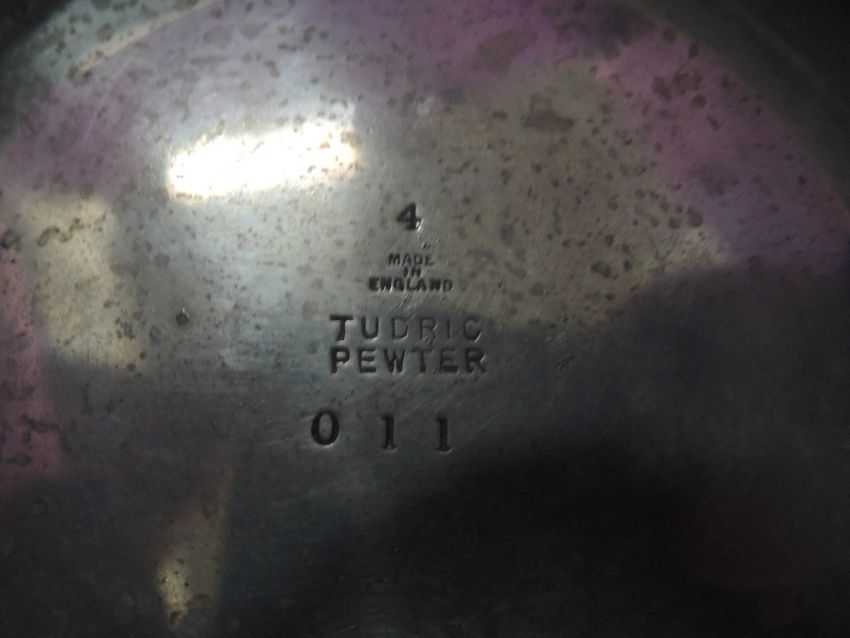 4
MADE
IN
ENGLAND
TUDRIC
PEWTER
011